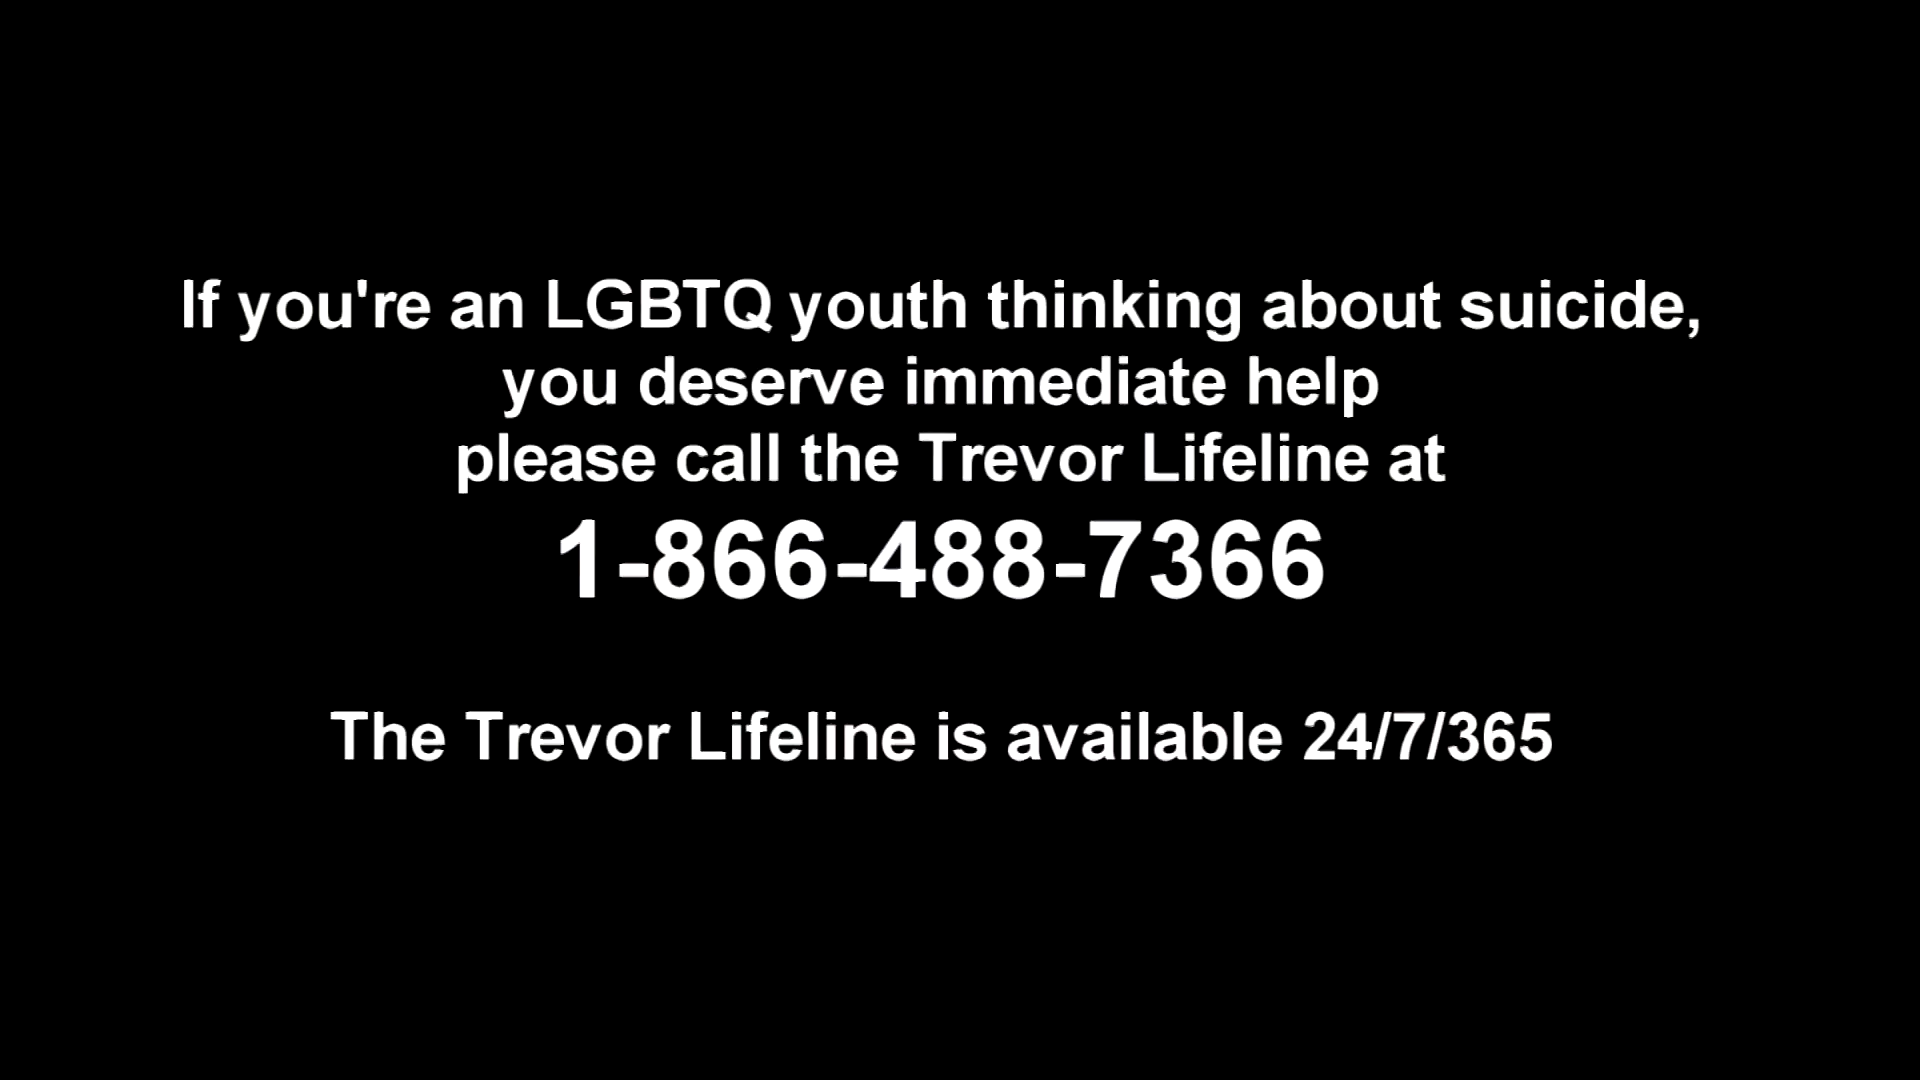 If you're an LGBTQ youth thinking about suicide,
you deserve immediate help
please call the Trevor Lifeline at
1-866-488-7366
The Trevor Lifeline is available 24/7/365